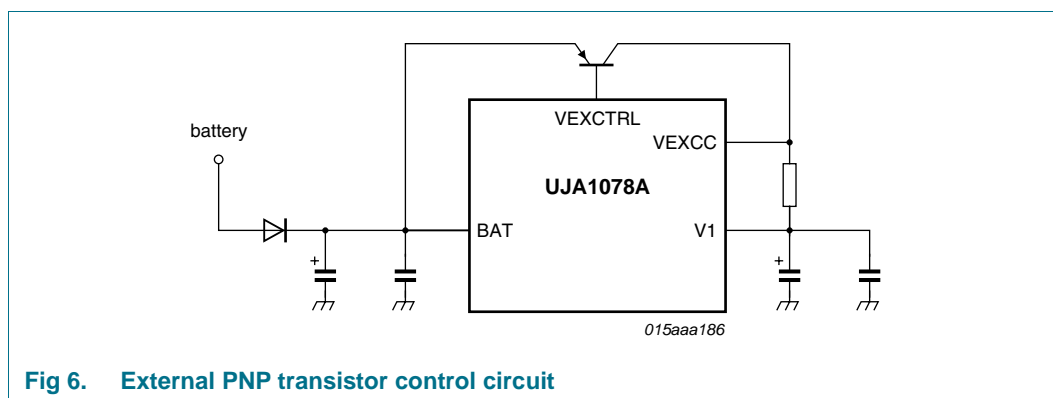 battery
VEXCTRL
VEXCC
UJA1078A
BAT
V1
+
+
015aaa186
Fig 6. External PNP transistor control circuit